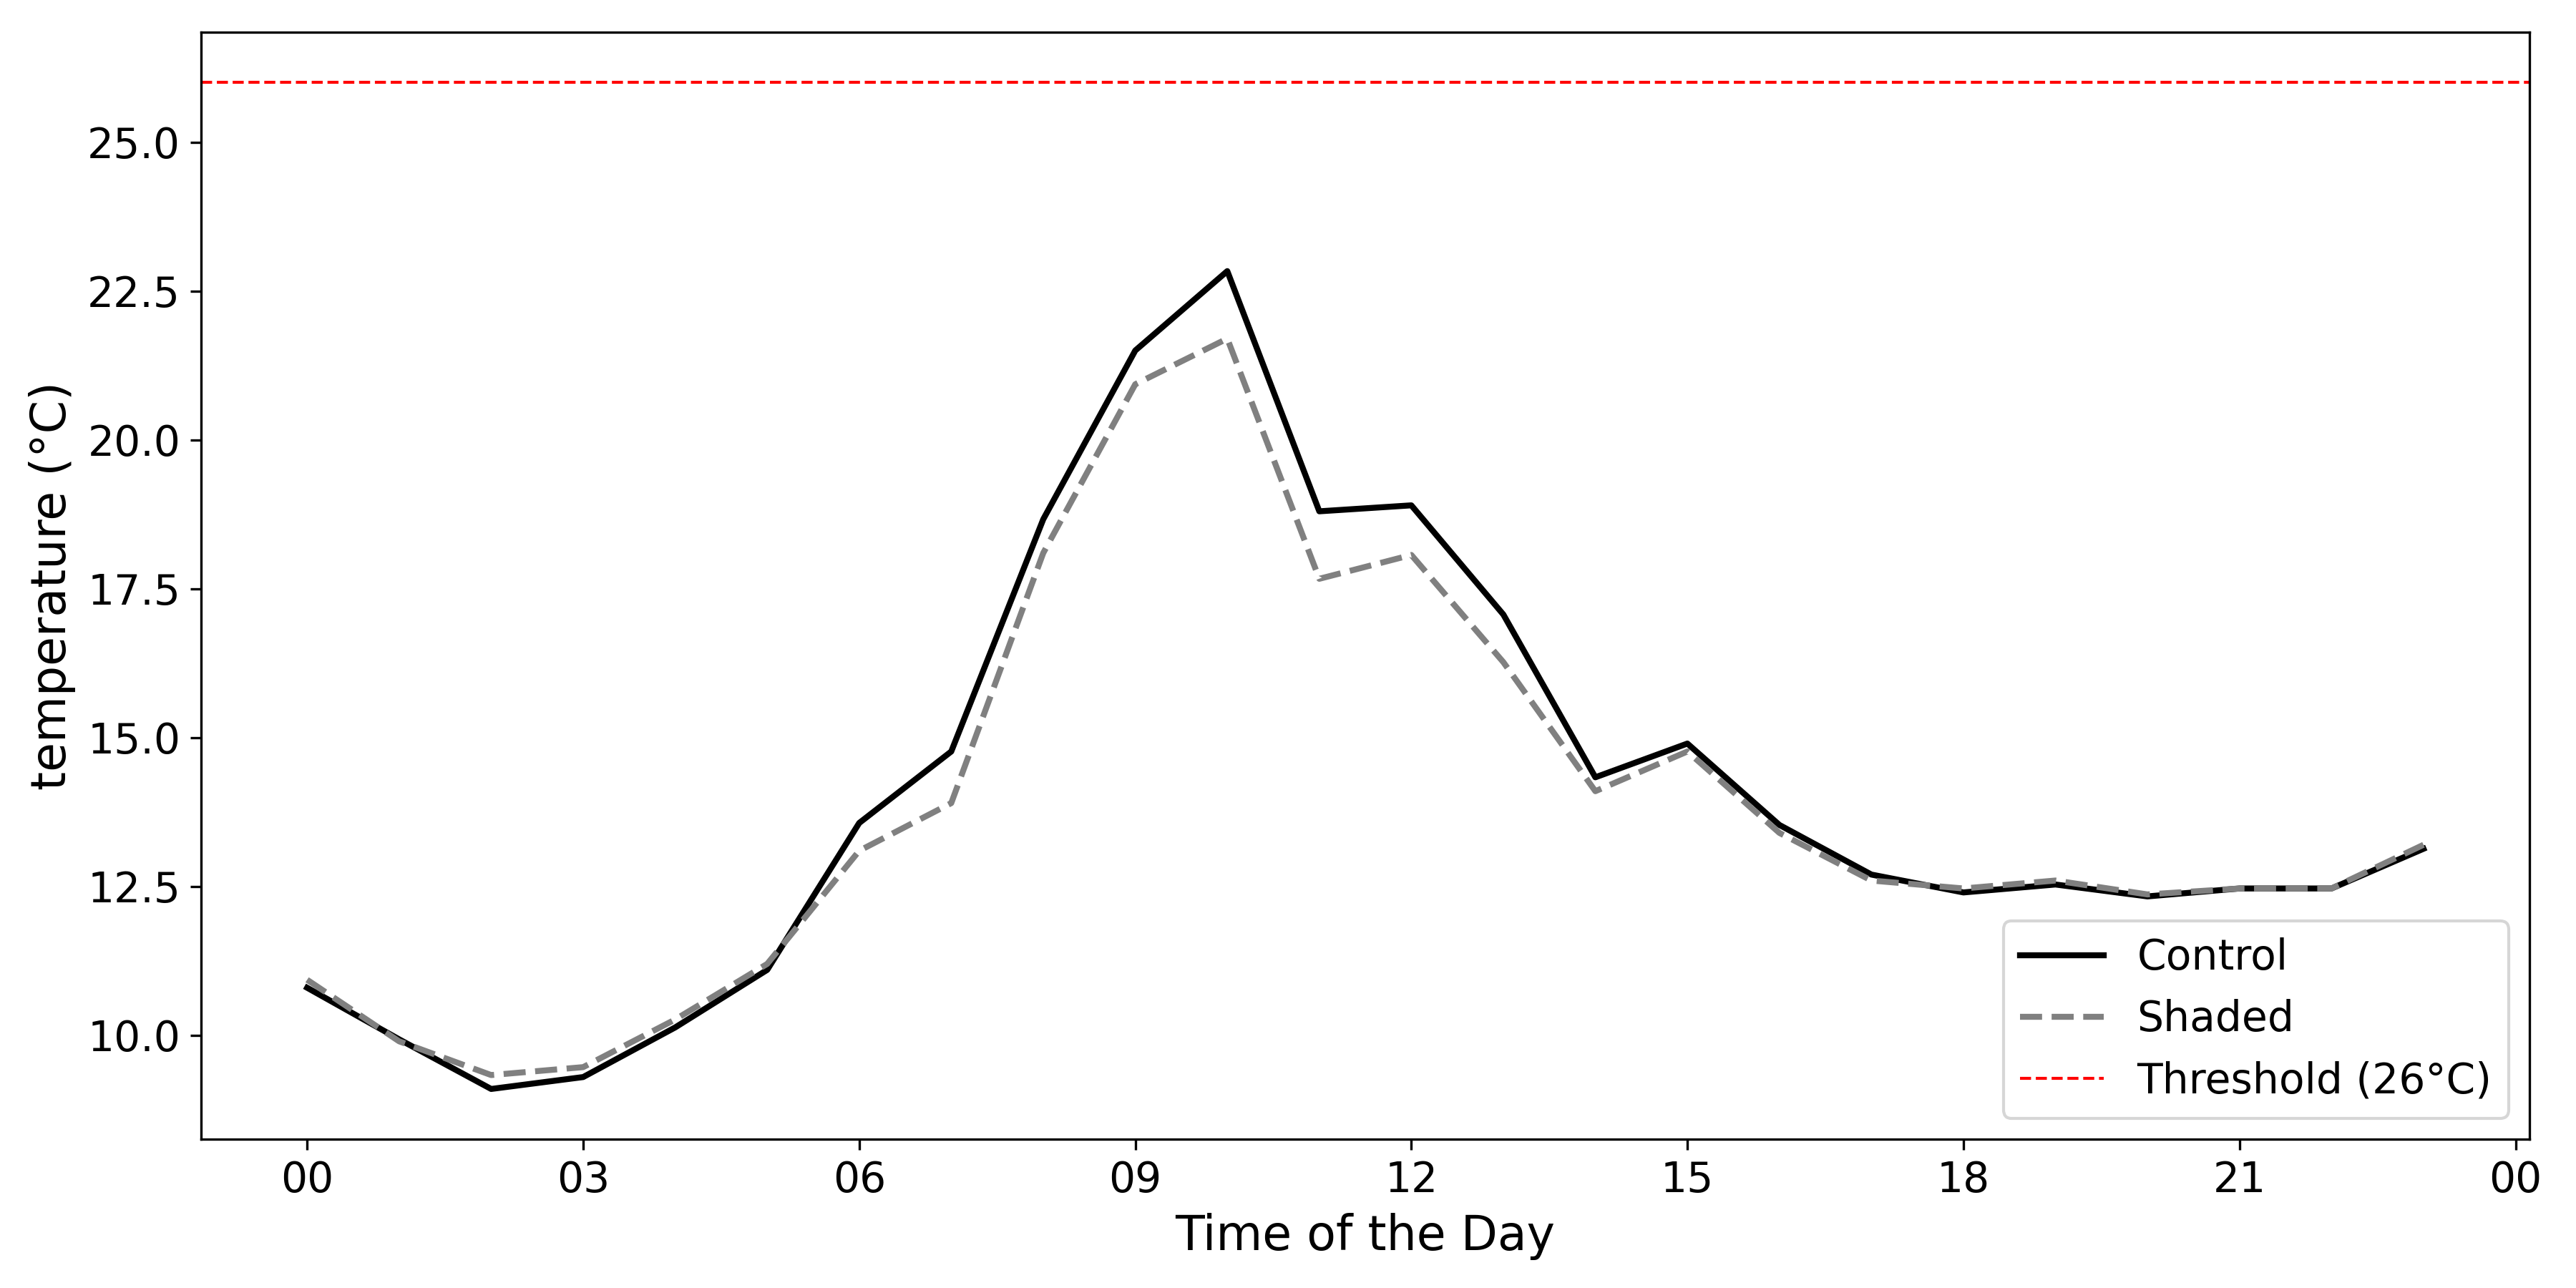 temperature (°C)
25.0
22.5
20.0
17.5
15.0
12.5
10.0
00 03 06 09 12 15 18 21 00
Time of the Day
Control
Shaded
Threshold (26°C)